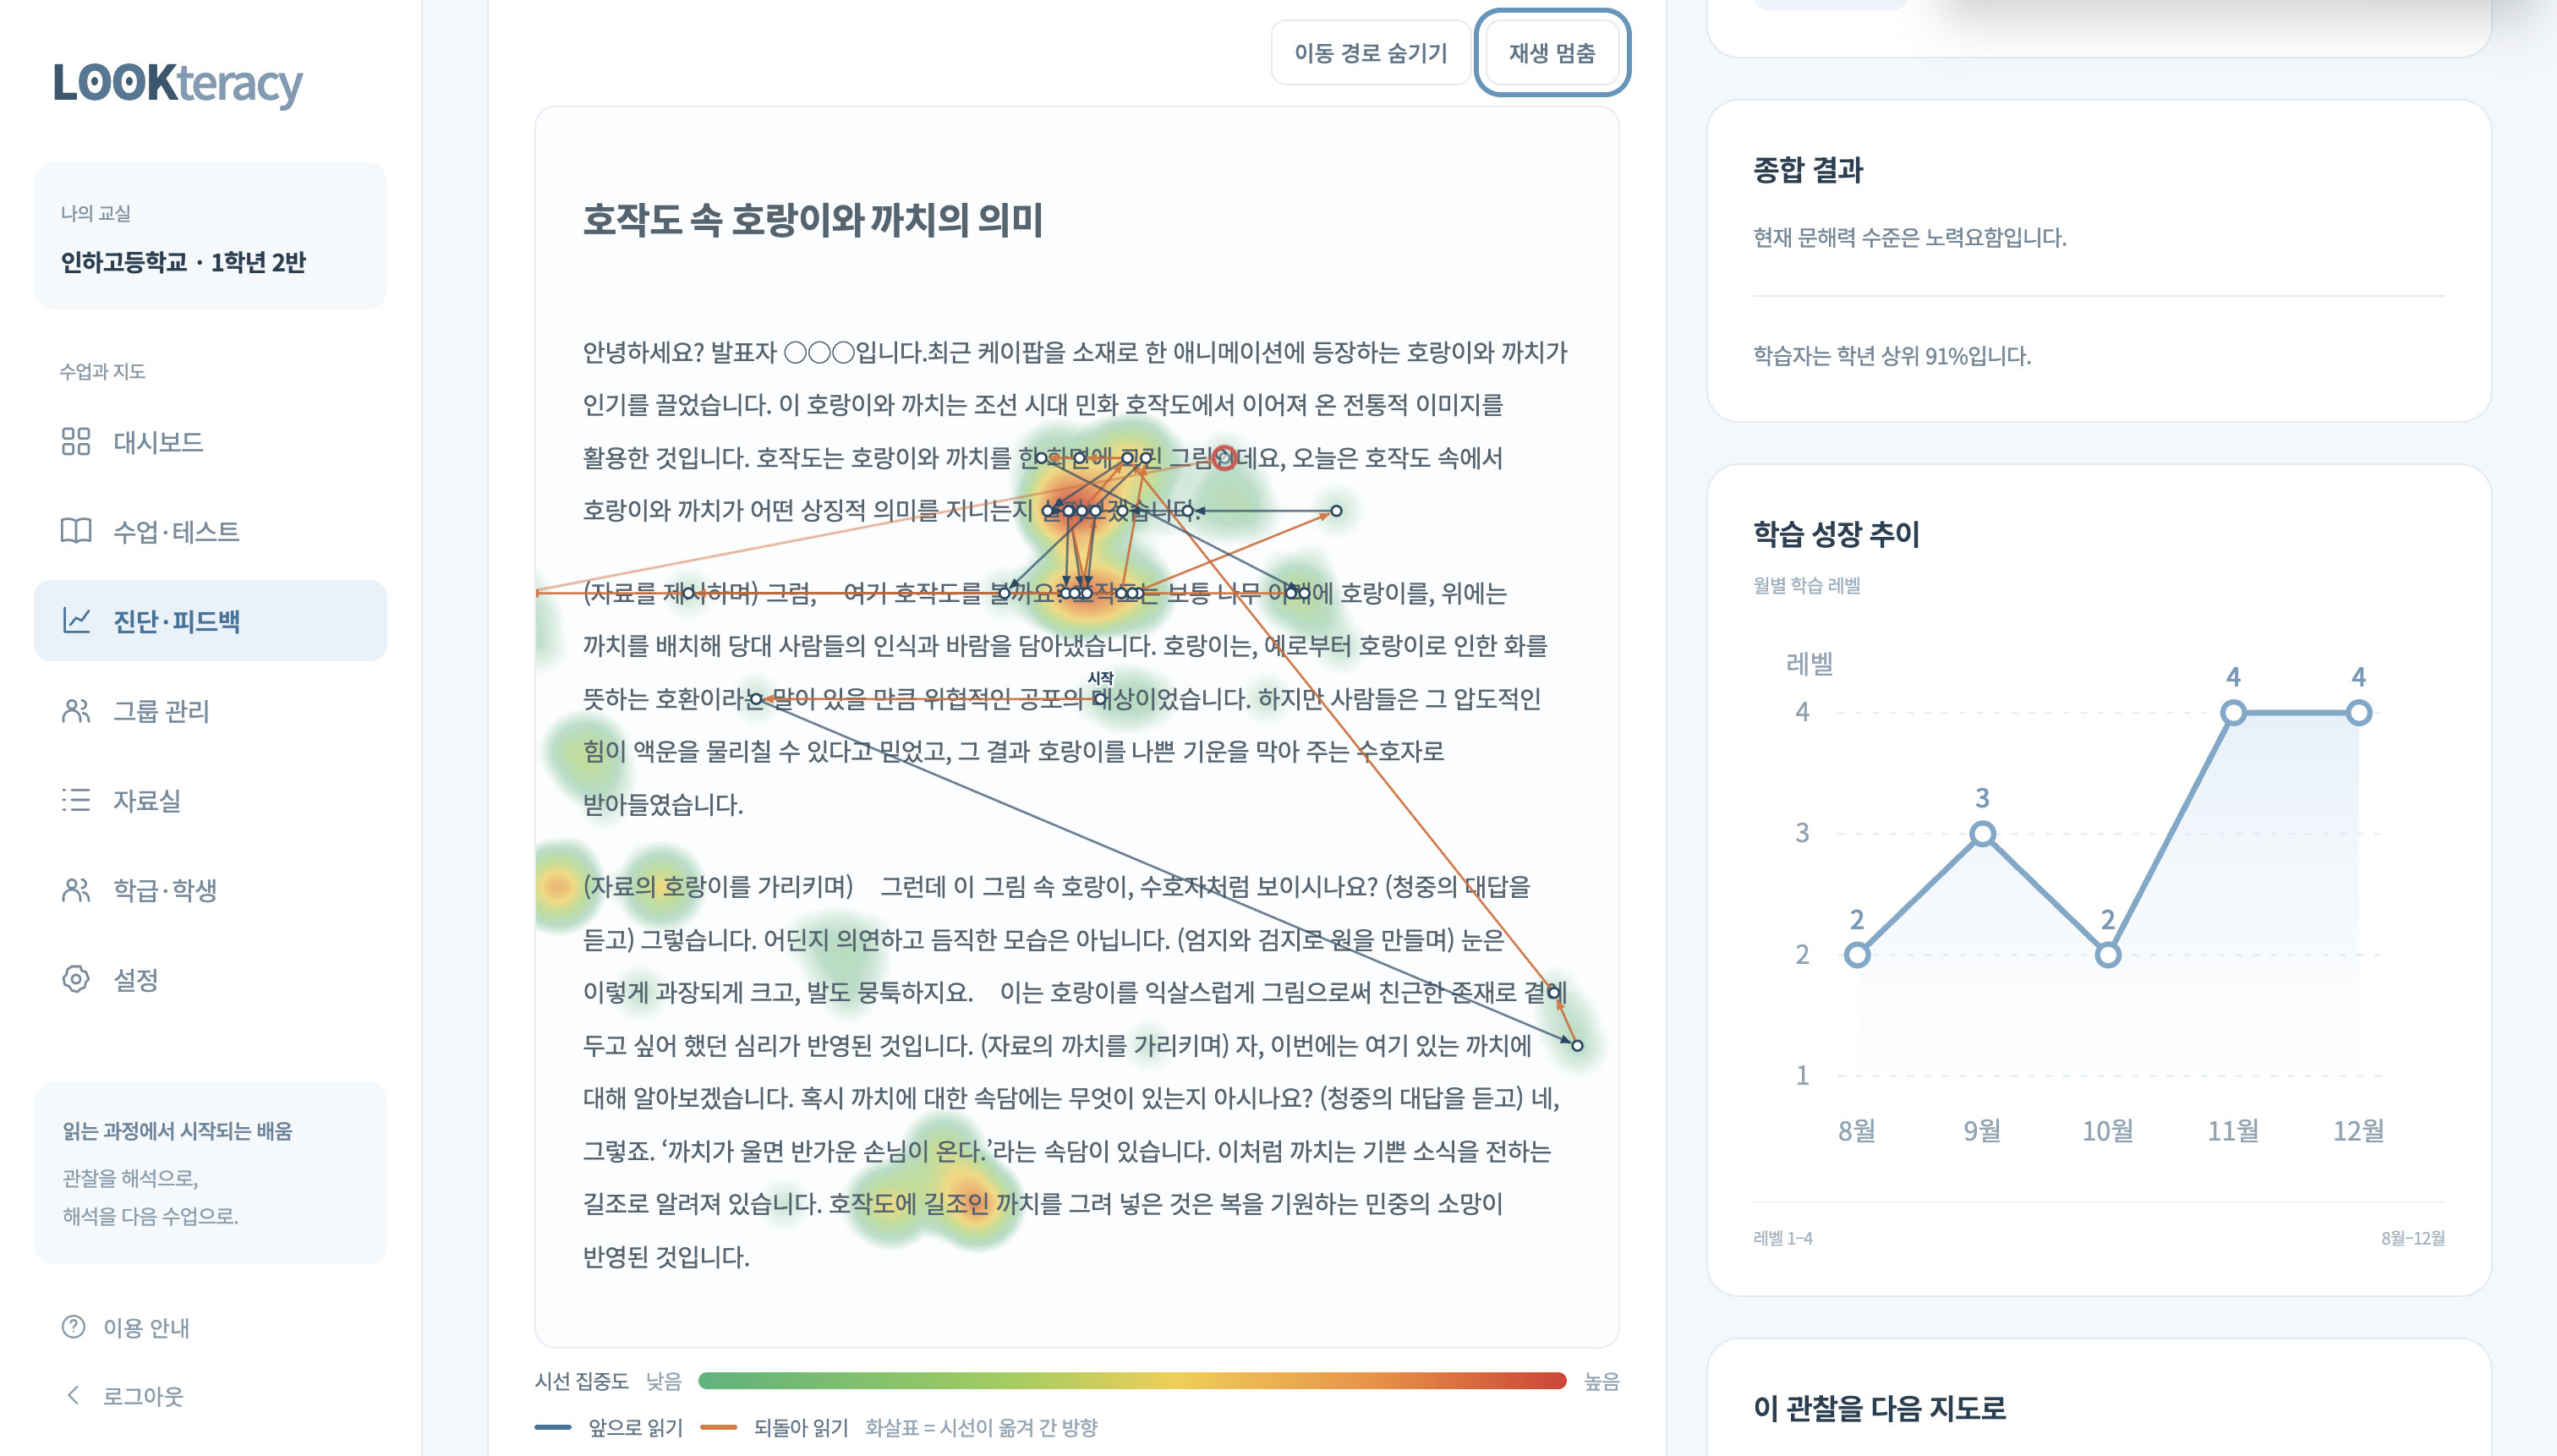 LOOKteracy
나의 교실
인하고등학교 · 1학년 2반
수업과 지도
대시보드
수업·테스트
진단·피드백
그룹 관리
자료실
학급·학생
설정
읽는 과정에서 시작되는 배움
관찰을 해석으로,
해석을 다음 수업으로.
이용 안내
로그아웃
이동 경로 숨기기
재생 멈춤
호작도 속 호랑이와 까치의 의미
안녕하세요? 발표자 ○○○입니다.최근 케이팝을 소재로 한 애니메이션에 등장하는 호랑이와 까치가
인기를 끌었습니다. 이 호랑이와 까치는 조선 시대 민화 호작도에서 이어져 온 전통적 이미지를
활용한 것입니다. 호작도는 호랑이와 까치를 한 화면에 그린 그림인데요, 오늘은 호작도 속에서
호랑이와 까치가 어떤 상징적 의미를 지니는지 살펴보겠습니다.
(자료를 제시하며) 그럼, 여기 호작도를 볼까요? 호작도는 보통 나무 아래에 호랑이를, 위에는
까치를 배치해 당대 사람들의 인식과 바람을 담아냈습니다. 호랑이는, 예로부터 호랑이로 인한 화를
시작
뜻하는 호환이라는 말이 있을 만큼 위협적인 공포의 대상이었습니다. 하지만 사람들은 그 압도적인
힘이 액운을 물리칠 수 있다고 믿었고, 그 결과 호랑이를 나쁜 기운을 막아 주는 수호자로
받아들였습니다.
(자료의 호랑이를 가리키며) 그런데 이 그림 속 호랑이, 수호자처럼 보이시나요? (청중의 대답을
듣고) 그렇습니다. 어딘지 의연하고 듬직한 모습은 아닙니다. (엄지와 검지로 원을 만들며) 눈은
이렇게 과장되게 크고, 발도 뭉툭하지요. 이는 호랑이를 익살스럽게 그림으로써 친근한 존재로 곁에
두고 싶어 했던 심리가 반영된 것입니다. (자료의 까치를 가리키며) 자, 이번에는 여기 있는 까치에
대해 알아보겠습니다. 혹시 까치에 대한 속담에는 무엇이 있는지 아시나요? (청중의 대답을 듣고) 네,
그렇죠. ‘까치가 울면 반가운 손님이 온다.’라는 속담이 있습니다. 이처럼 까치는 기쁜 소식을 전하는
길조로 알려져 있습니다. 호작도에 길조인 까치를 그려 넣은 것은 복을 기원하는 민중의 소망이
반영된 것입니다.
시선 집중도 낮음 높음
앞으로 읽기 되돌아 읽기 화살표 = 시선이 옮겨 간 방향
종합 결과
현재 문해력 수준은 노력요함입니다.
학습자는 학년 상위 91%입니다.
학습 성장 추이
월별 학습 레벨
레벨
4
3
2
1
2
3
2
4
4
8월 9월 10월 11월 12월
레벨 1–4 8월–12월
이 관찰을 다음 지도로